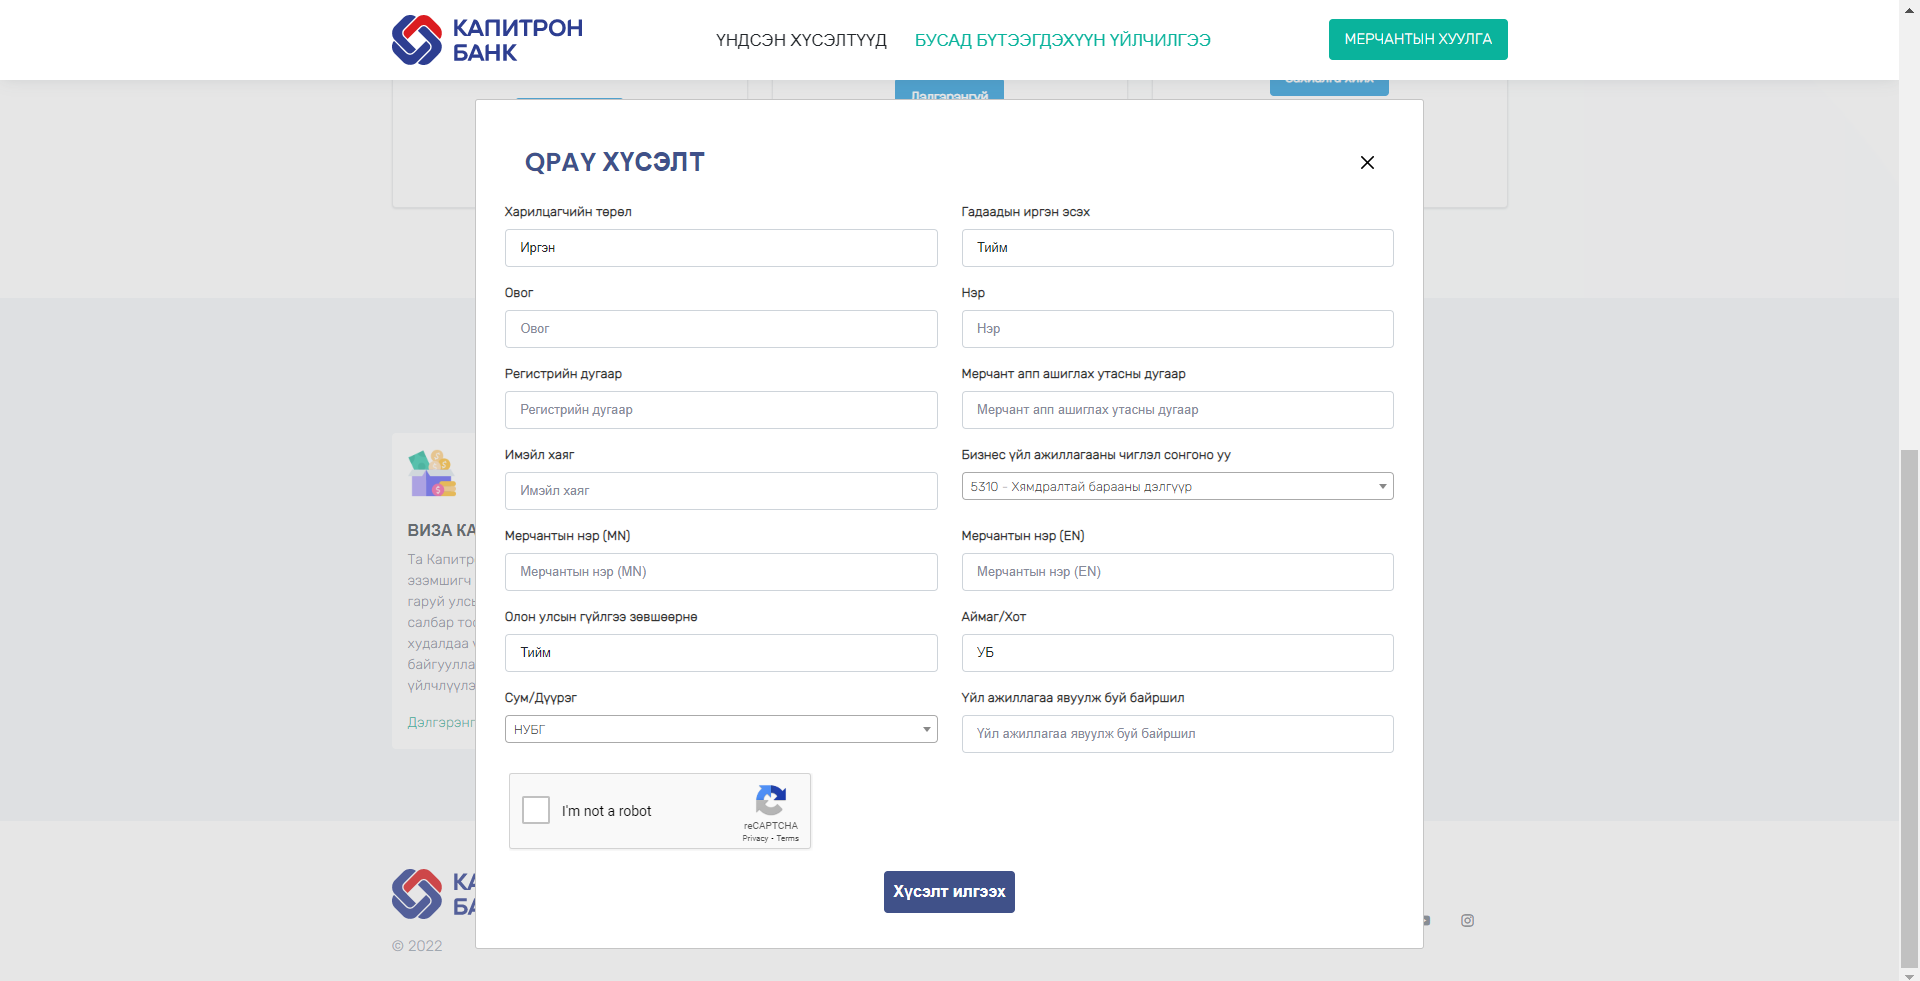 КАПИТРОН
БАНК
ҮНДСЭН ХҮСЭЛТҮҮД
БУСАД БҮТЭЭГДЭХҮҮН ҮЙЛЧИЛГЭЭ
МЕРЧАНТЫН ХУУЛГА
Дэлгэрэнгүй
QPAY ХҮСЭЛТ
Харилцагчийн төрөл
Гадаадын иргэн эсэх
Иргэн
Тийм
Овог
Нэр
Овог
Нэр
Регистрийн дугаар
Мерчант апп ашиглах утасны дугаар
Регистрийн дугаар
Мерчант апп ашиглах утасны дугаар
Имэйл хаяг
Бизнес үйл ажиллагааны чиглэл сонгоно уу
Имэйл хаяг
5310 - Хямдралтай барааны дэлгүүр
Мерчантын нэр (MN)
Мерчантын нэр (EN)
Мерчантын нэр (MN)
Мерчантын нэр (EN)
Олон улсын гүйлгээ зөвшөөрнө
Аймаг/Хот
Тийм
УБ
Сум/Дүүрэг
Үйл ажиллагаа явуулж буй байршил
НУБГ
Үйл ажиллагаа явуулж буй байршил
I'm not a robot
reCAPTCHA
Privacy - Terms
Хүсэлт илгээх
ВИЗА КА
Та Капитр
эзэмшигч
гаруй улсы
салбар тоо
худалдаа ү
байгуулла
үйлчлүүлэ
Дэлгэрэнг
КА
БА
© 2022